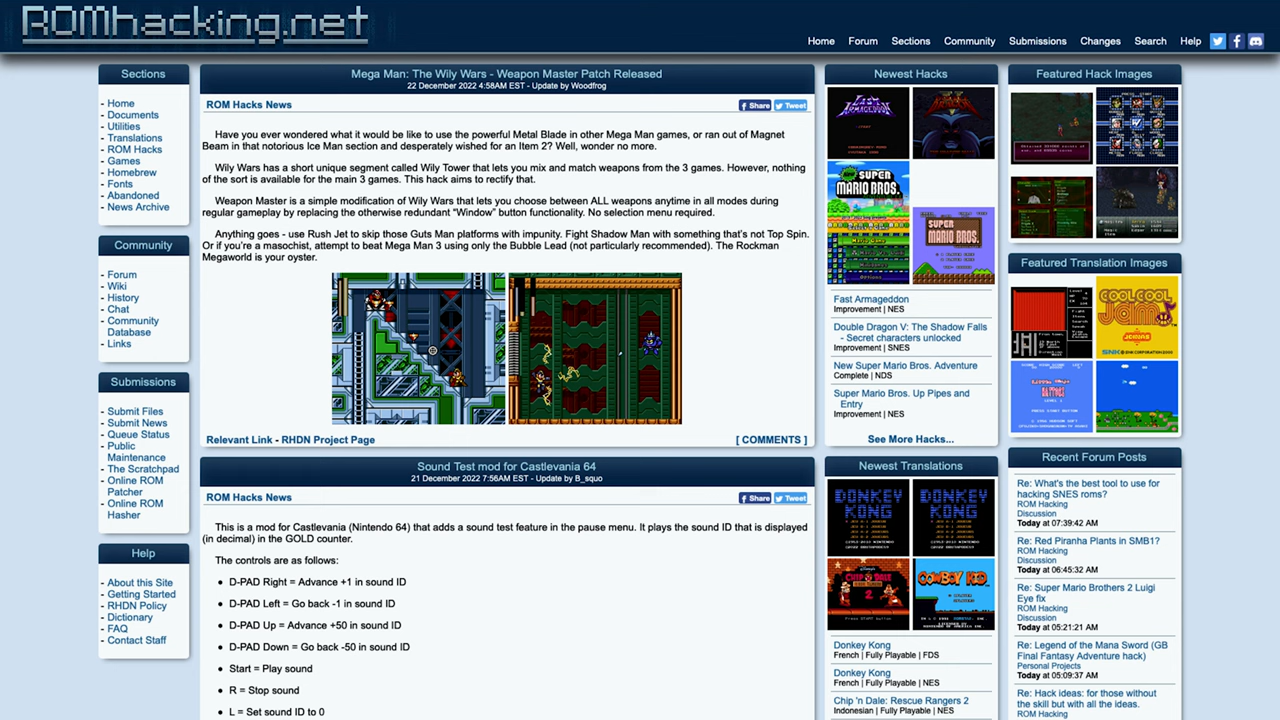 ROMhacking.net
Home Forum Sections Community Submissions Changes Search Help
Sections
- Home
- Documents
- Utilities
- Translations
- ROM Hacks
- Games
- Homebrew
- Fonts
- Abandoned
- News Archive
Community
- Forum
- Wiki
- History
- Chat
- Community
Database
- Links
Submissions
- Submit Files
- Submit News
- Queue Status
- Public
Maintenance
- The Scratchpad
- Online ROM
Patcher
- Online ROM
Hasher
Help
- About this Site
- Getting Started
- RHDN Policy
- Dictionary
- FAQ
- Contact Staff
Mega Man: The Wily Wars - Weapon Master Patch Released
22 December 2022 4:58AM EST - Update by Woodfrog
ROM Hacks News
Share Tweet
Have you ever wondered what it would be like to use the powerful Metal Blade in other Mega Man games, or ran out of Magnet
Beam in that notorious Ice Man section and desperately wished for an Item 2? Well, wonder no more.
Wily Wars has a short unique segment called Wily Tower that lets you mix and match weapons from the 3 games. However, nothing
of the sort is available for the main 3 games. This hack aims to rectify that.
Weapon Master is a simple modification of Wily Wars that lets you choose between ALL weapons anytime in all modes during
regular gameplay by replacing the otherwise redundant "Window" button functionality. No selection menu required.
Anything goes - use Rush Jet to hop those Guts Man platforms with impunity. Fight Shadow Man with something that's not Top Spin.
Or if you're a masochist, attempt to beat Mega Man 3 using only the Bubble Lead (not particularly recommended). The Rockman
Megaworld is your oyster.
Relevant Link - RHDN Project Page
[ COMMENTS ]
Sound Test mod for Castlevania 64
21 December 2022 7:56AM EST - Update by B_squo
ROM Hacks News
Share Tweet
This is a mod for Castlevania (Nintendo 64) that adds a sound test feature in the pause menu. It plays the sound ID that is displayed
(in decimal) in the GOLD counter.
The controls are as follows:
• D-PAD Right = Advance +1 in sound ID
• D-PAD Left = Go back -1 in sound ID
• D-PAD Up = Advance +50 in sound ID
• D-PAD Down = Go back -50 in sound ID
• Start = Play sound
• R = Stop sound
• L = Set sound ID to 0
Newest Hacks
SUPER
MARIO BROS.
SUPER
MARIO BROS.
Fast Armageddon
Improvement | NES
Double Dragon V: The Shadow Falls
- Secret characters unlocked
Improvement | SNES
New Super Mario Bros. Adventure
Complete | NDS
Super Mario Bros. Up Pipes and
Entry
Improvement | NES
See More Hacks...
Newest Translations
DONKEY
KONG
DONKEY
KONG
CHIP 'N DALE
2
COWBOY KID
Donkey Kong
French | Fully Playable | FDS
Donkey Kong
French | Fully Playable | NES
Chip 'n Dale: Rescue Rangers 2
Indonesian | Fully Playable | NES
Featured Hack Images
Featured Translation Images
COOL COOL
JAM
SNK
Recent Forum Posts
Re: What's the best tool to use for
hacking SNES roms?
ROM Hacking
Discussion
Today at 07:39:42 AM
Re: Red Piranha Plants in SMB1?
ROM Hacking
Discussion
Today at 06:45:32 AM
Re: Super Mario Brothers 2 Luigi
Eye fix
ROM Hacking
Discussion
Today at 05:21:21 AM
Re: Legend of the Mana Sword (GB
Final Fantasy Adventure hack)
Personal Projects
Today at 05:09:37 AM
Re: Hack ideas: for those without
the skill but with all the ideas.
ROM Hacking